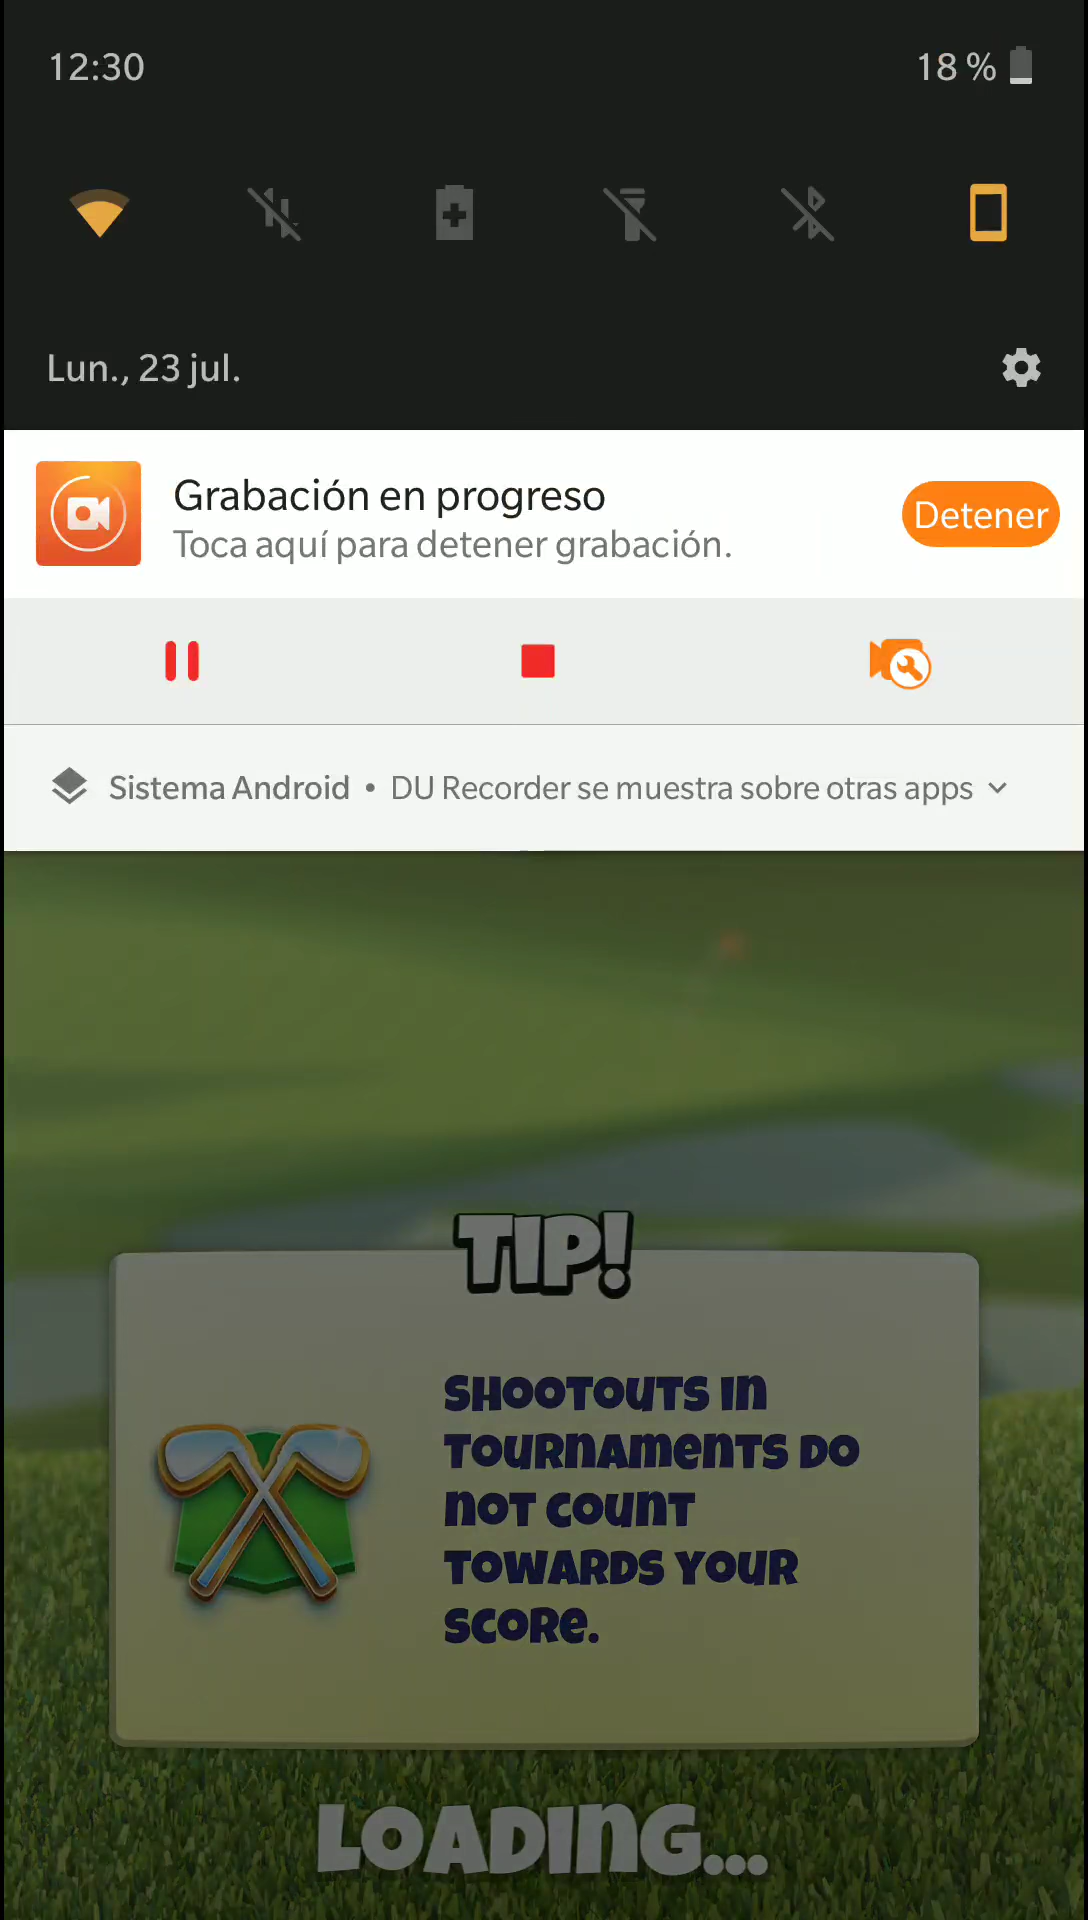 12:30
18 %
Lun., 23 jul.
Grabación en progreso
Toca aquí para detener grabación.
Detener
Sistema Android • DU Recorder se muestra sobre otras apps
TIP!
SHOOTOUTS IN
TOURNAMENTS DO
NOT COUNT
TOWARDS YOUR
SCORE.
LOADING...